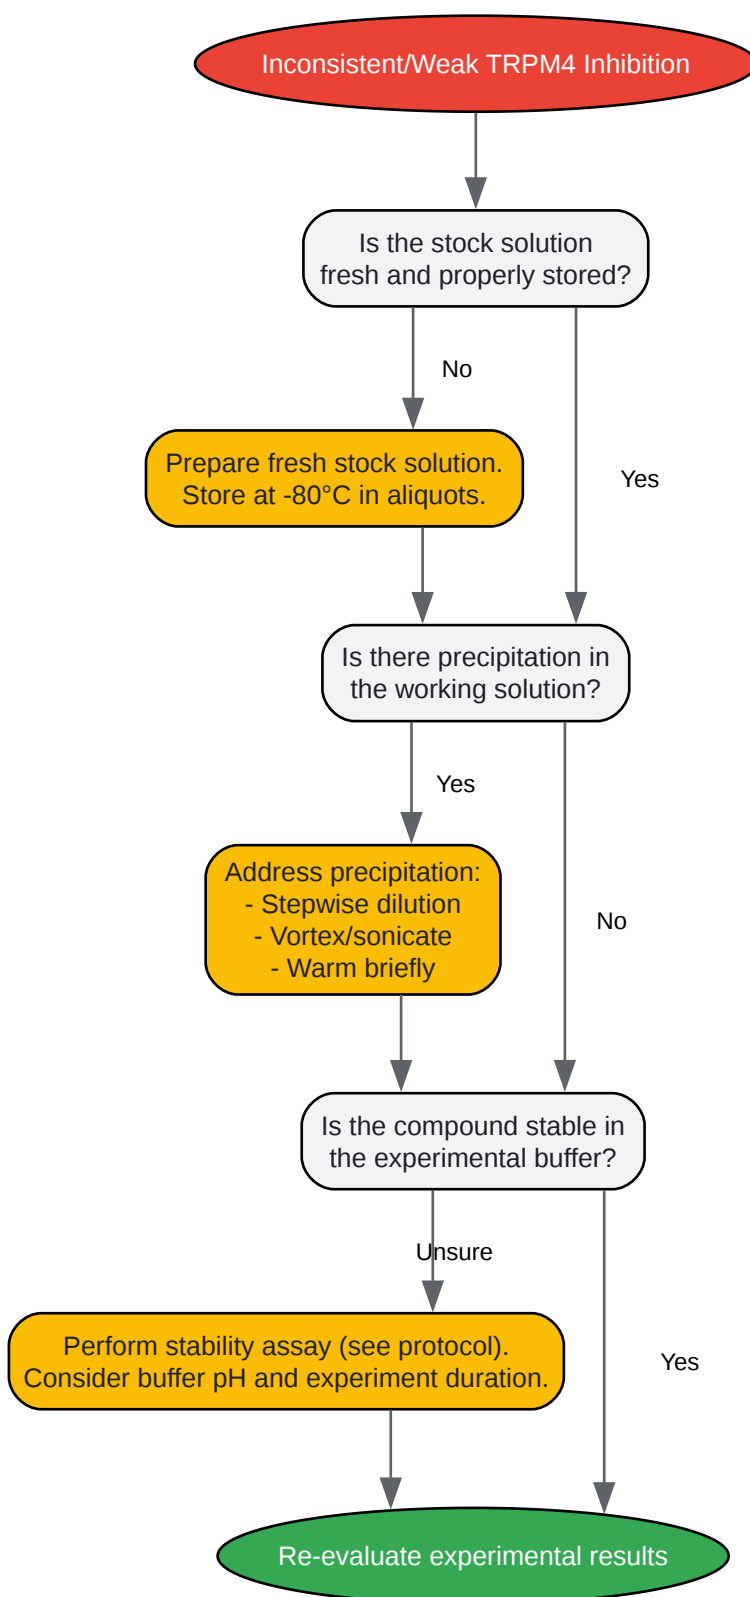 Inconsistent/Weak TRPM4 Inhibition
Is the stock solution
fresh and properly stored?
No
Prepare fresh stock solution.
Store at -80°C in aliquots.
Yes
Is there precipitation in
the working solution?
Yes
Address precipitation:
- Stepwise dilution
- Vortex/sonicate
- Warm briefly
No
Is the compound stable in
the experimental buffer?
Unsure
Perform stability assay (see protocol).
Consider buffer pH and experiment duration.
Yes
Re-evaluate experimental results